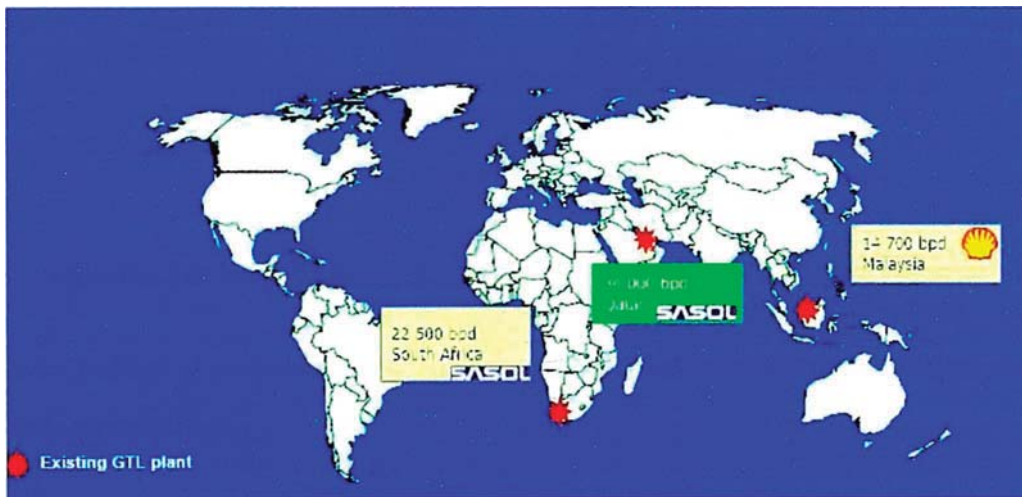 14 700 bpd
Malaysia
bpd
SASOL
22 500 bpd
South Africa
SASOL
Existing GTL plant